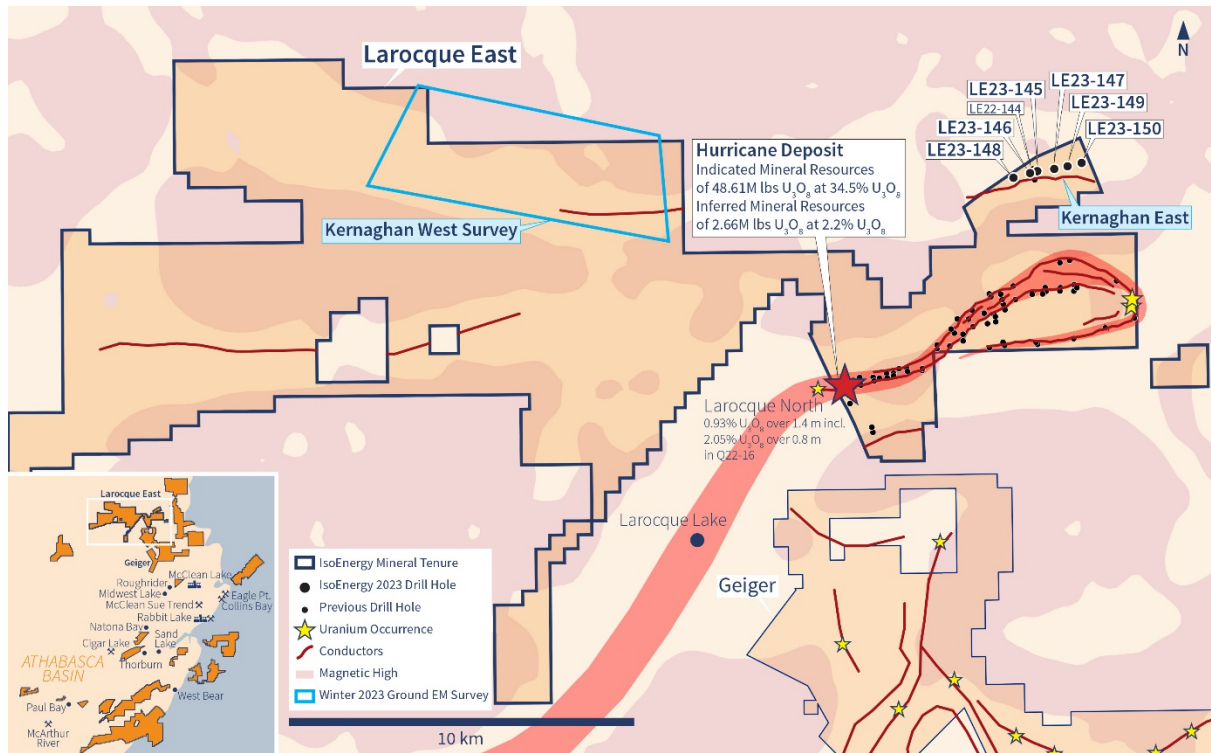 Larocque East
N
LE23-147
LE23-145
LE22-144
LE23-149
LE23-146
LE23-150
LE23-148
Hurricane Deposit
Indicated Mineral Resources
of 48.61M lbs U₃O₈ at 34.5% U₃O₈
Inferred Mineral Resources
of 2.66M lbs U₃O₈ at 2.2% U₃O₈
Kernaghan East
Kernaghan West Survey
Larocque North
0.93% U₃O₈ over 1.4 m incl.
2.05% U₃O₈ over 0.8 m
in Q22-16
Larocque Lake
Geiger
Larocque East
Geiger
Roughrider
McClean Lake
Midwest Lake
Eagle Pt.
Collins Bay
McClean Sue Trend
Rabbit Lake
Natona Bay
Sand
Lake
Cigar Lake
Thorburn
ATHABASCA
BASIN
West Bear
Paul Bay
McArthur
River
IsoEnergy Mineral Tenure
IsoEnergy 2023 Drill Hole
Previous Drill Hole
Uranium Occurrence
Conductors
Magnetic High
Winter 2023 Ground EM Survey
10 km